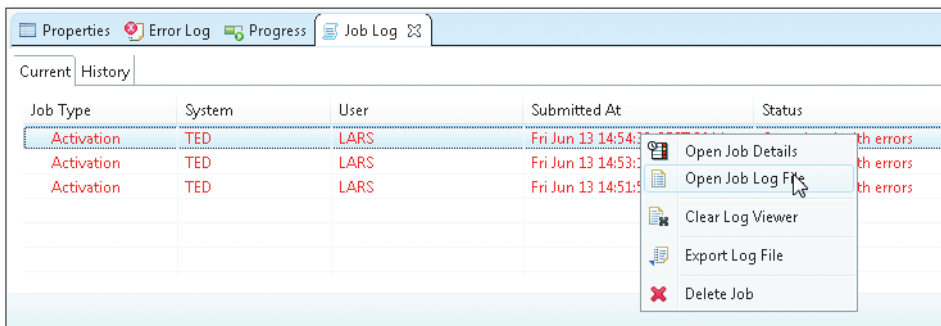 Properties Error Log Progress Job Log
Current History
Job Type System User Submitted At Status
Activation TED LARS Fri Jun 13 14:54:
Activation TED LARS Fri Jun 13 14:53: th errors
Activation TED LARS Fri Jun 13 14:51:5 th errors
th errors
Open Job Details
Open Job Log File
Clear Log Viewer
Export Log File
Delete Job